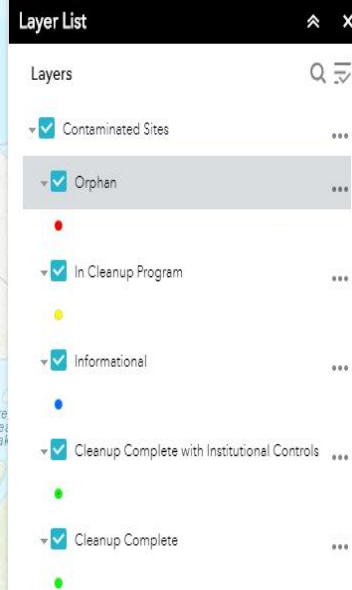 Layer List
Layers
Contaminated Sites
Orphan
In Cleanup Program
Informational
Cleanup Complete with Institutional Controls
Cleanup Complete